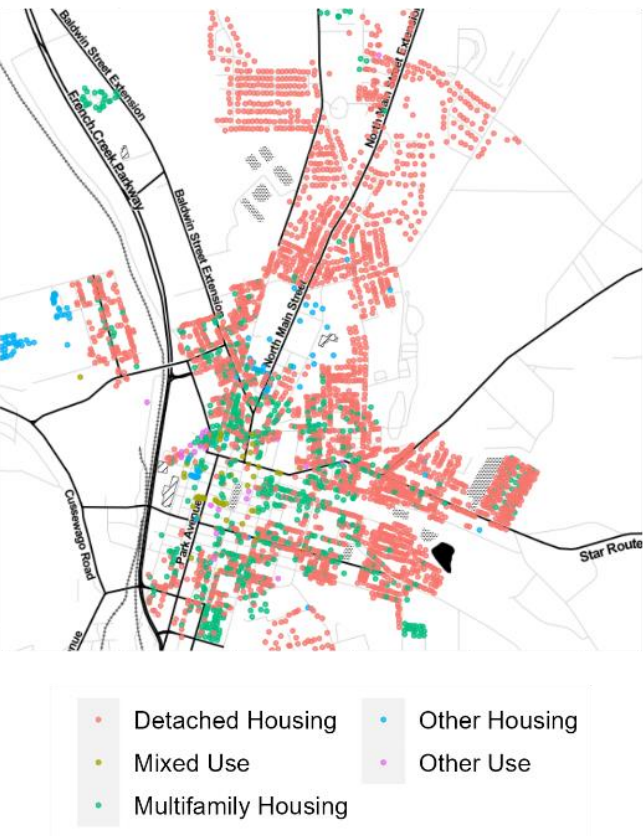 Baldwin Street Extension
North Main Street Extension
French Creek Parkway
Baldwin Street Extension
North Main Street
Cussewago Road
Park Avenue
Star Route
nue
Detached Housing
Other Housing
Mixed Use
Other Use
Multifamily Housing